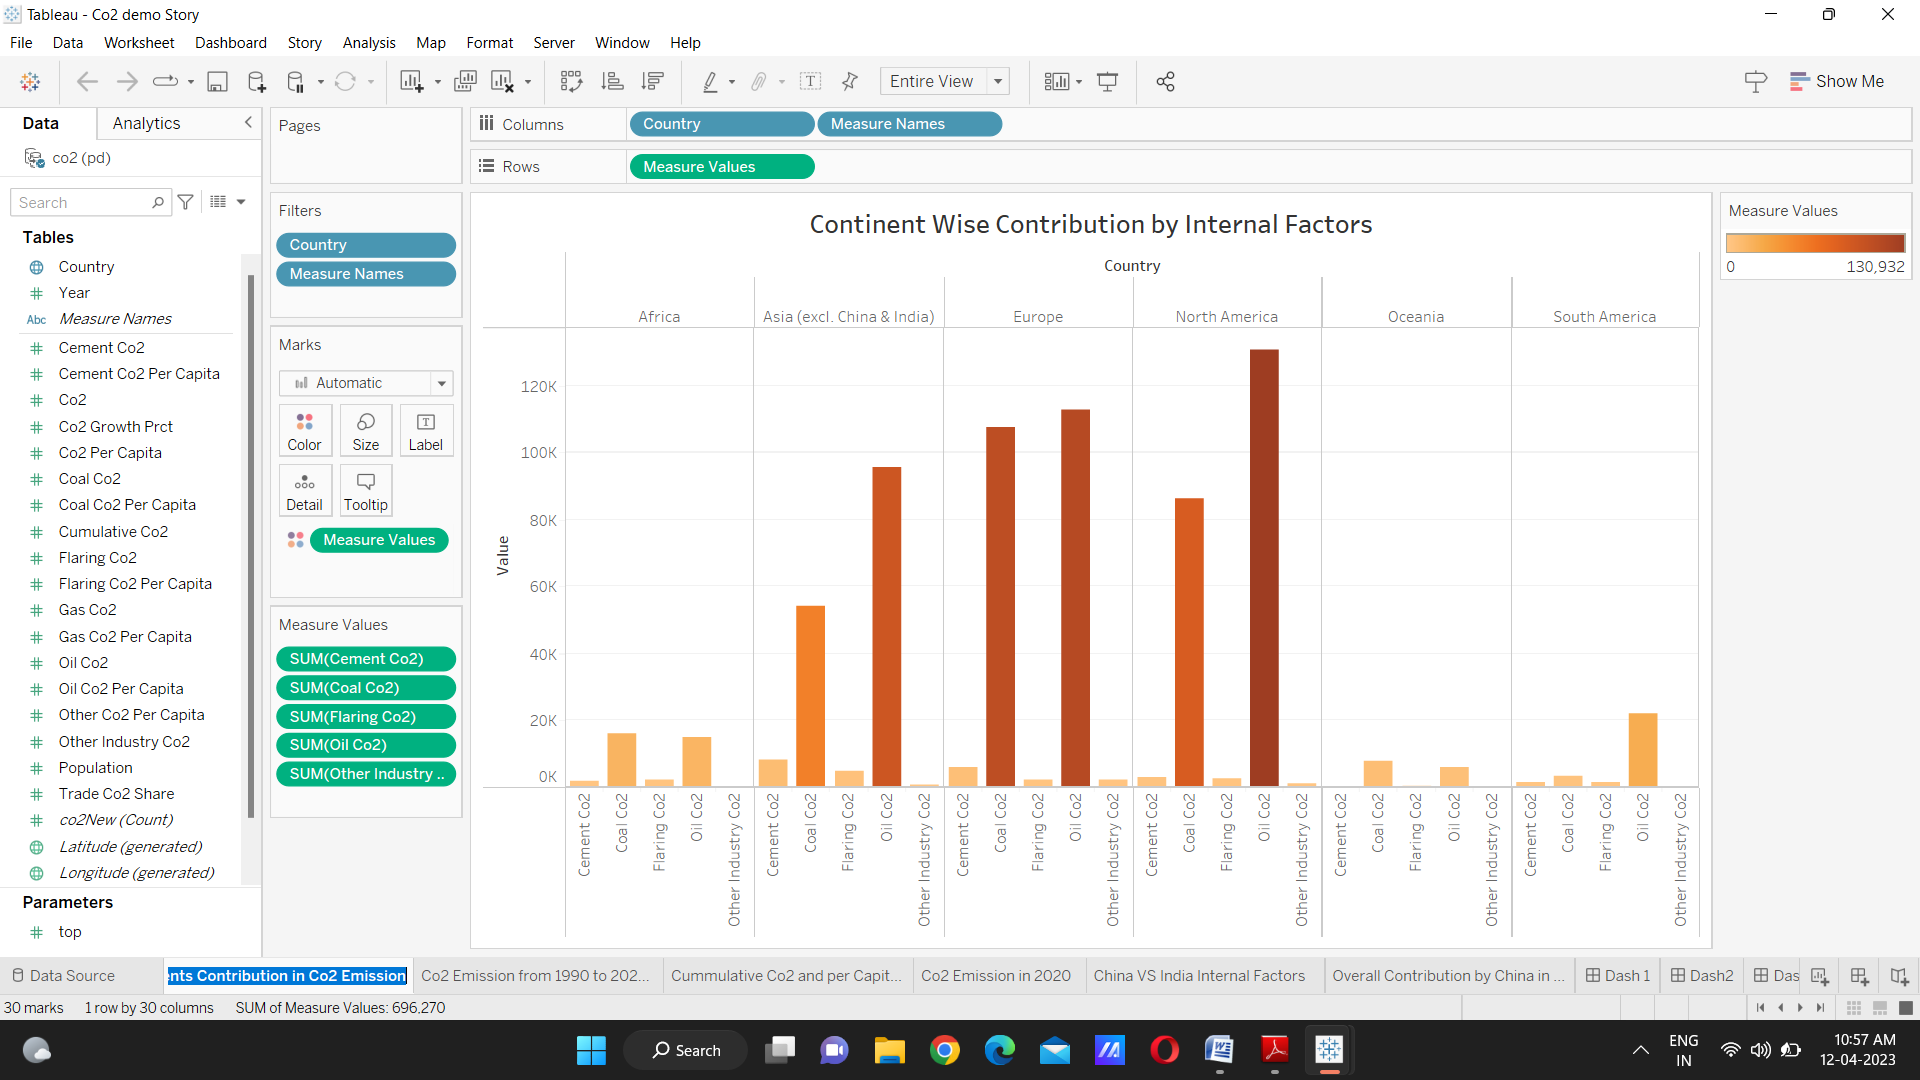 Tableau - Co2 demo Story
File Data Worksheet Dashboard Story Analysis Map Format Server Window Help
Entire View
Show Me
Data Analytics
co2 (pd)
Search
Tables
Country
Year
Abc Measure Names
Cement Co2
Cement Co2 Per Capita
Co2
Co2 Growth Prct
Co2 Per Capita
Coal Co2
Coal Co2 Per Capita
Cumulative Co2
Flaring Co2
Flaring Co2 Per Capita
Gas Co2
Gas Co2 Per Capita
Oil Co2
Oil Co2 Per Capita
Other Co2 Per Capita
Other Industry Co2
Population
Trade Co2 Share
co2New (Count)
Latitude (generated)
Longitude (generated)
Parameters
top
Pages
Filters
Country
Measure Names
Marks
Automatic
Color Size Label
T
Detail Tooltip
Measure Values
Measure Values
SUM(Cement Co2)
SUM(Coal Co2)
SUM(Flaring Co2)
SUM(Oil Co2)
SUM(Other Industry ..
Columns Country Measure Names
Rows Measure Values
Continent Wise Contribution by Internal Factors
Country
Africa Asia (excl. China & India) Europe North America Oceania South America
Value
120K
100K
80K
60K
40K
20K
0K
Cement Co2 Coal Co2 Flaring Co2 Oil Co2 Other Industry Co2
Cement Co2 Coal Co2 Flaring Co2 Oil Co2 Other Industry Co2
Cement Co2 Coal Co2 Flaring Co2 Oil Co2 Other Industry Co2
Cement Co2 Coal Co2 Flaring Co2 Oil Co2 Other Industry Co2
Cement Co2 Coal Co2 Flaring Co2 Oil Co2 Other Industry Co2
Cement Co2 Coal Co2 Flaring Co2 Oil Co2 Other Industry Co2
Measure Values
0 130,932
Data Source nts Contribution in Co2 Emission Co2 Emission from 1990 to 202... Cummulative Co2 and per Capit... Co2 Emission in 2020 China VS India Internal Factors Overall Contribution by China in ... Dash 1 Dash2 Das
30 marks 1 row by 30 columns SUM of Measure Values: 696,270
Search
ENG
IN
10:57 AM
12-04-2023